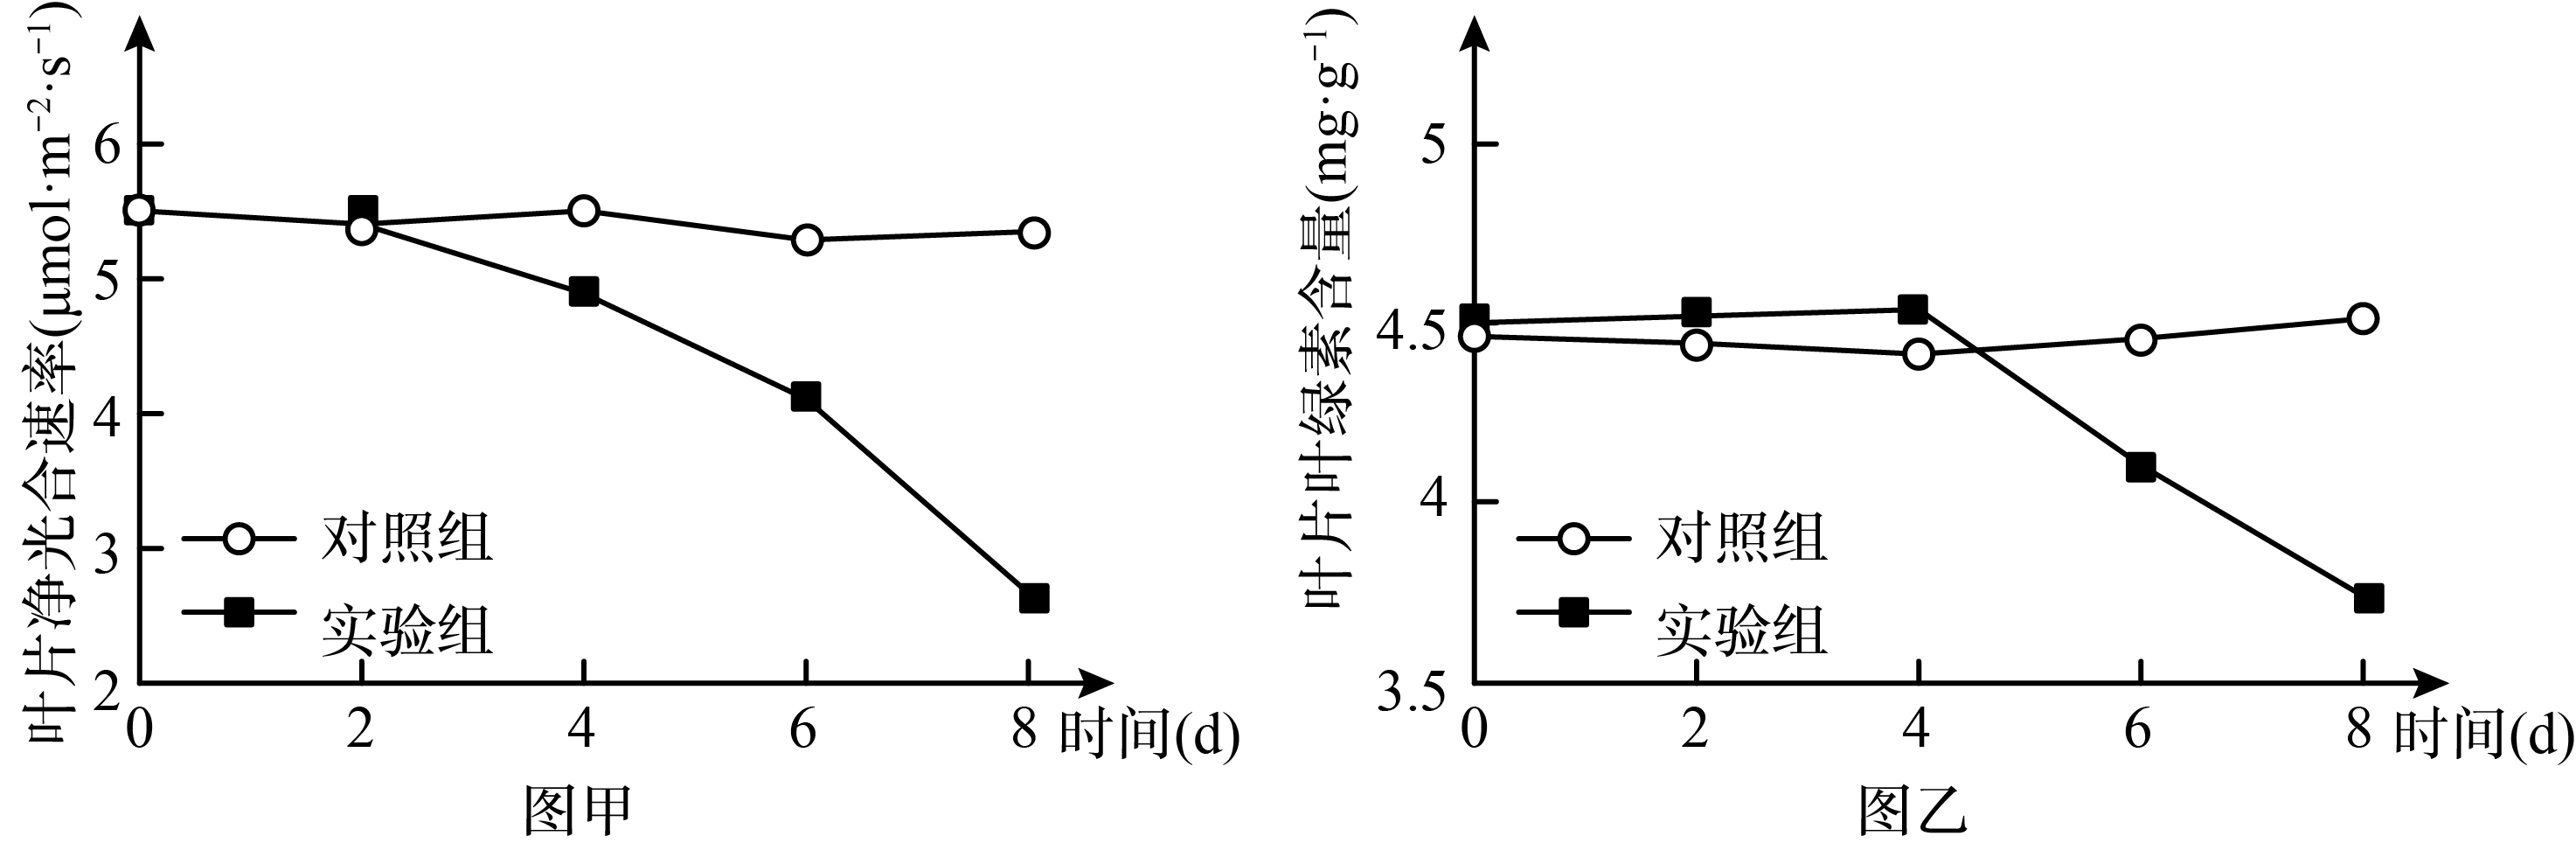 叶片净光合速率(μmol·m⁻²·s⁻¹)
6
5
4
3
2
对照组
实验组
0 2 4 6 8 时间(d)
图甲
叶片叶绿素含量(mg·g⁻¹)
5
4.5
4
3.5
对照组
实验组
0 2 4 6 8 时间(d)
图乙